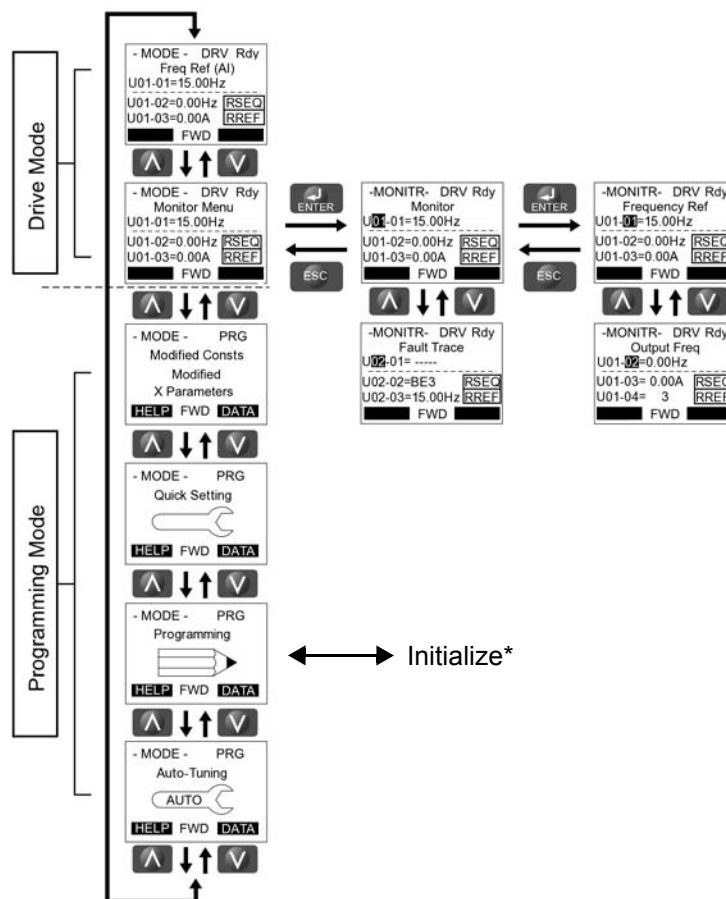 Drive Mode
- MODE - DRV Rdy
Freq Ref (AI)
U01-01=15.00Hz
U01-02=0.00Hz RSEQ
U01-03=0.00A RREF
FWD
- MODE - DRV Rdy
Monitor Menu
U01-01=15.00Hz
U01-02=0.00Hz RSEQ
U01-03=0.00A RREF
FWD
ENTER
ESC
-MONITR- DRV Rdy
Monitor
U01-01=15.00Hz
U01-02=0.00Hz RSEQ
U01-03=0.00A RREF
FWD
ENTER
ESC
-MONITR- DRV Rdy
Frequency Ref
U01-01=15.00Hz
U01-02=0.00Hz RSEQ
U01-03=0.00A RREF
FWD
-MONITR- DRV Rdy
Fault Trace
U02-01= -----
U02-02=BE3 RSEQ
U02-03=15.00Hz RREF
FWD
-MONITR- DRV Rdy
Output Freq
U01-02=0.00Hz
U01-03= 0.00A RSEQ
U01-04= 3 RREF
FWD
Programming Mode
- MODE - PRG
Modified Consts
Modified
X Parameters
HELP FWD DATA
- MODE - PRG
Quick Setting
HELP FWD DATA
- MODE - PRG
Programming
HELP FWD DATA
Initialize*
- MODE - PRG
Auto-Tuning
AUTO
HELP FWD DATA